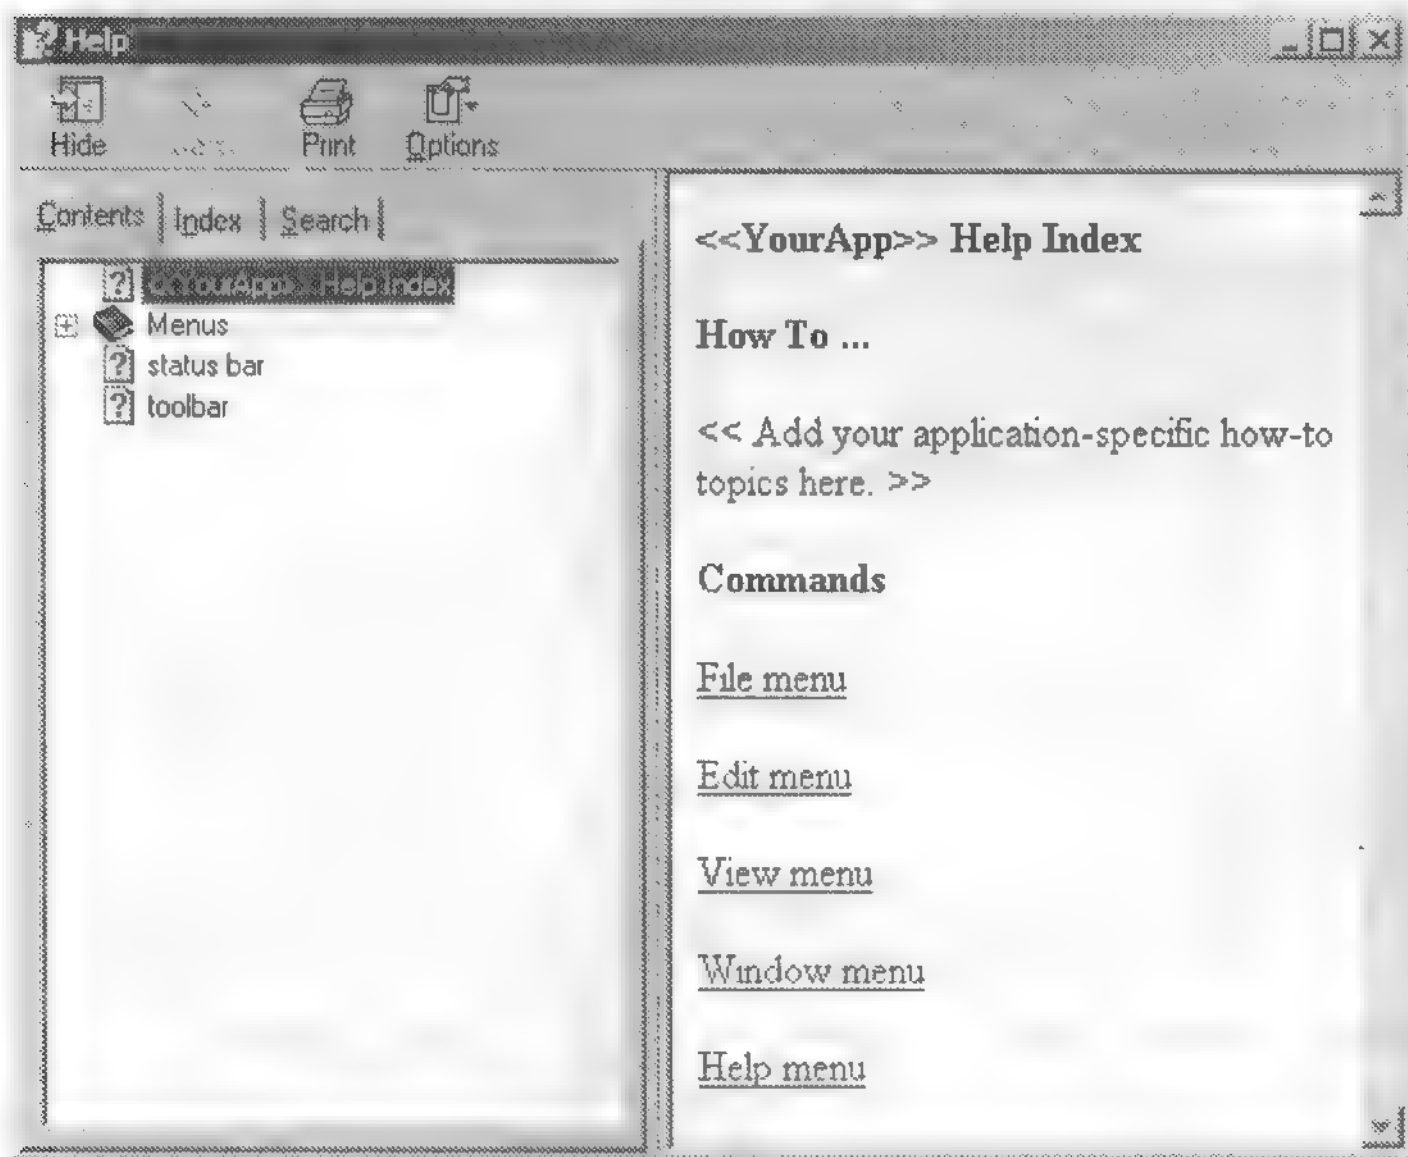 Help
Hide
Print
Options
Contents
Index
Search
<<YourApp>> Help Index
Menus
status bar
toolbar
<<YourApp>> Help Index
How To ...
<< Add your application-specific how-to
topics here. >>
Commands
File menu
Edit menu
View menu
Window menu
Help menu